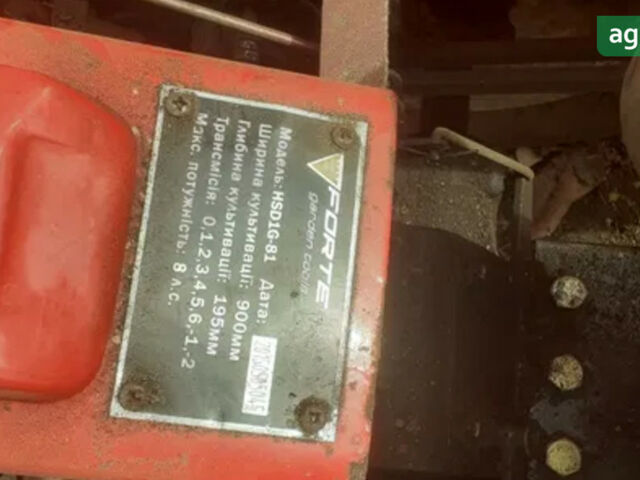 ag
FORTE
garden tools
Модель: HSD1G-81 Дата:
Ширина культивації: 900мм
Глибина культивації: 195мм
Трансмісія: 0,1,2,3,4,5,6,-1,-2
Макс. потужність: 8 л.с.